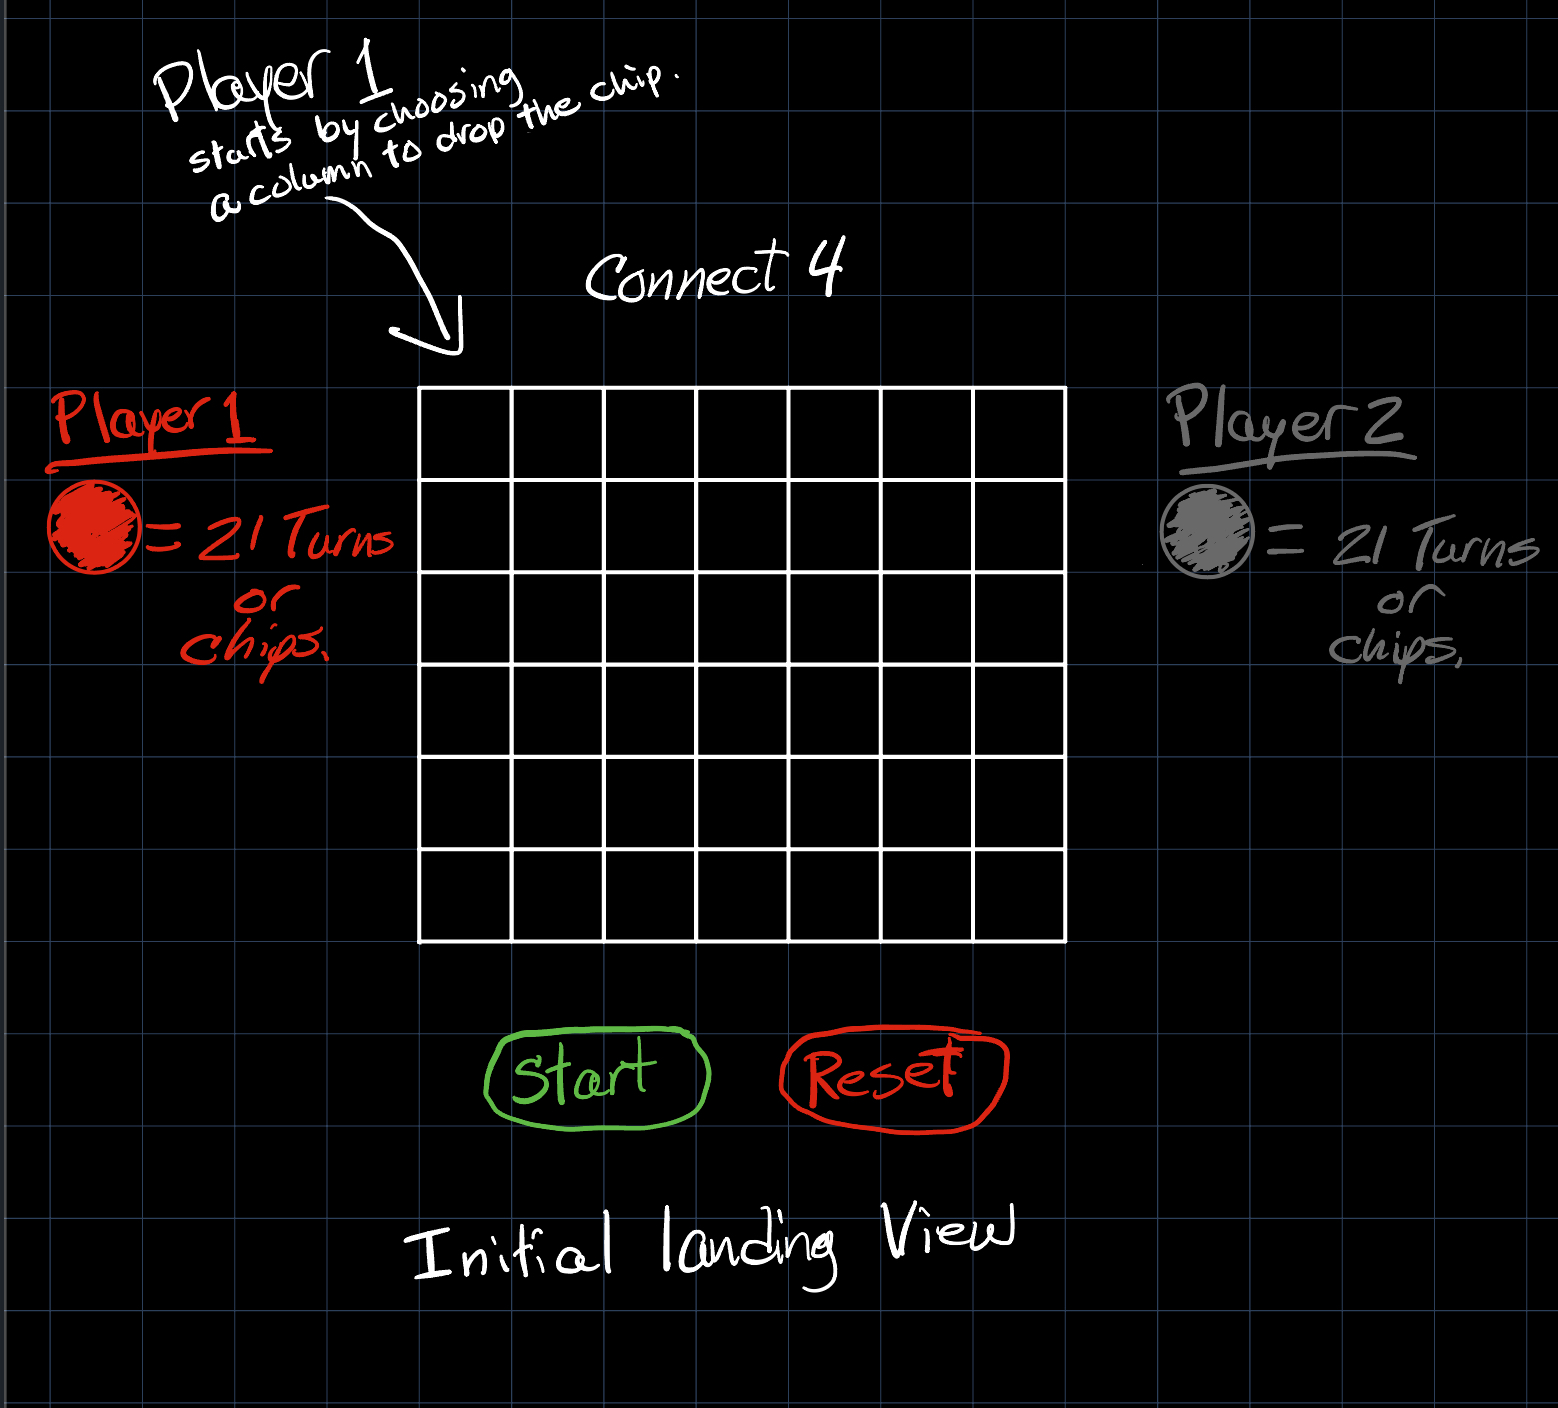 Player 1
starts by choosing
a column to drop the chip.
Connect 4
Player 1
= 21 Turns
or
chips.
Player 2
= 21 Turns
or
chips.
Start
Reset
Initial landing View